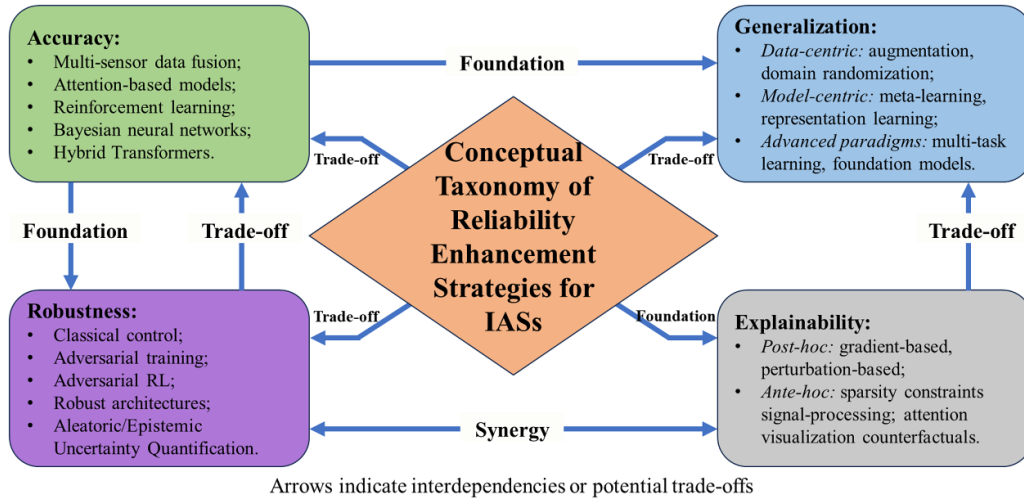 Accuracy:
• Multi-sensor data fusion;
• Attention-based models;
• Reinforcement learning;
• Bayesian neural networks;
• Hybrid Transformers.
Foundation
Generalization:
• Data-centric: augmentation,
domain randomization;
• Model-centric: meta-learning,
representation learning;
• Advanced paradigms: multi-task
learning, foundation models.
Trade-off
Trade-off
Conceptual
Taxonomy of
Reliability
Enhancement
Strategies for
IASs
Foundation
Trade-off
Trade-off
Trade-off
Foundation
Robustness:
• Classical control;
• Adversarial training;
• Adversarial RL;
• Robust architectures;
• Aleatoric/Epistemic
Uncertainty Quantification.
Synergy
Explainability:
• Post-hoc: gradient-based,
perturbation-based;
• Ante-hoc: sparsity constraints
signal-processing; attention
visualization counterfactuals.
Arrows indicate interdependencies or potential trade-offs